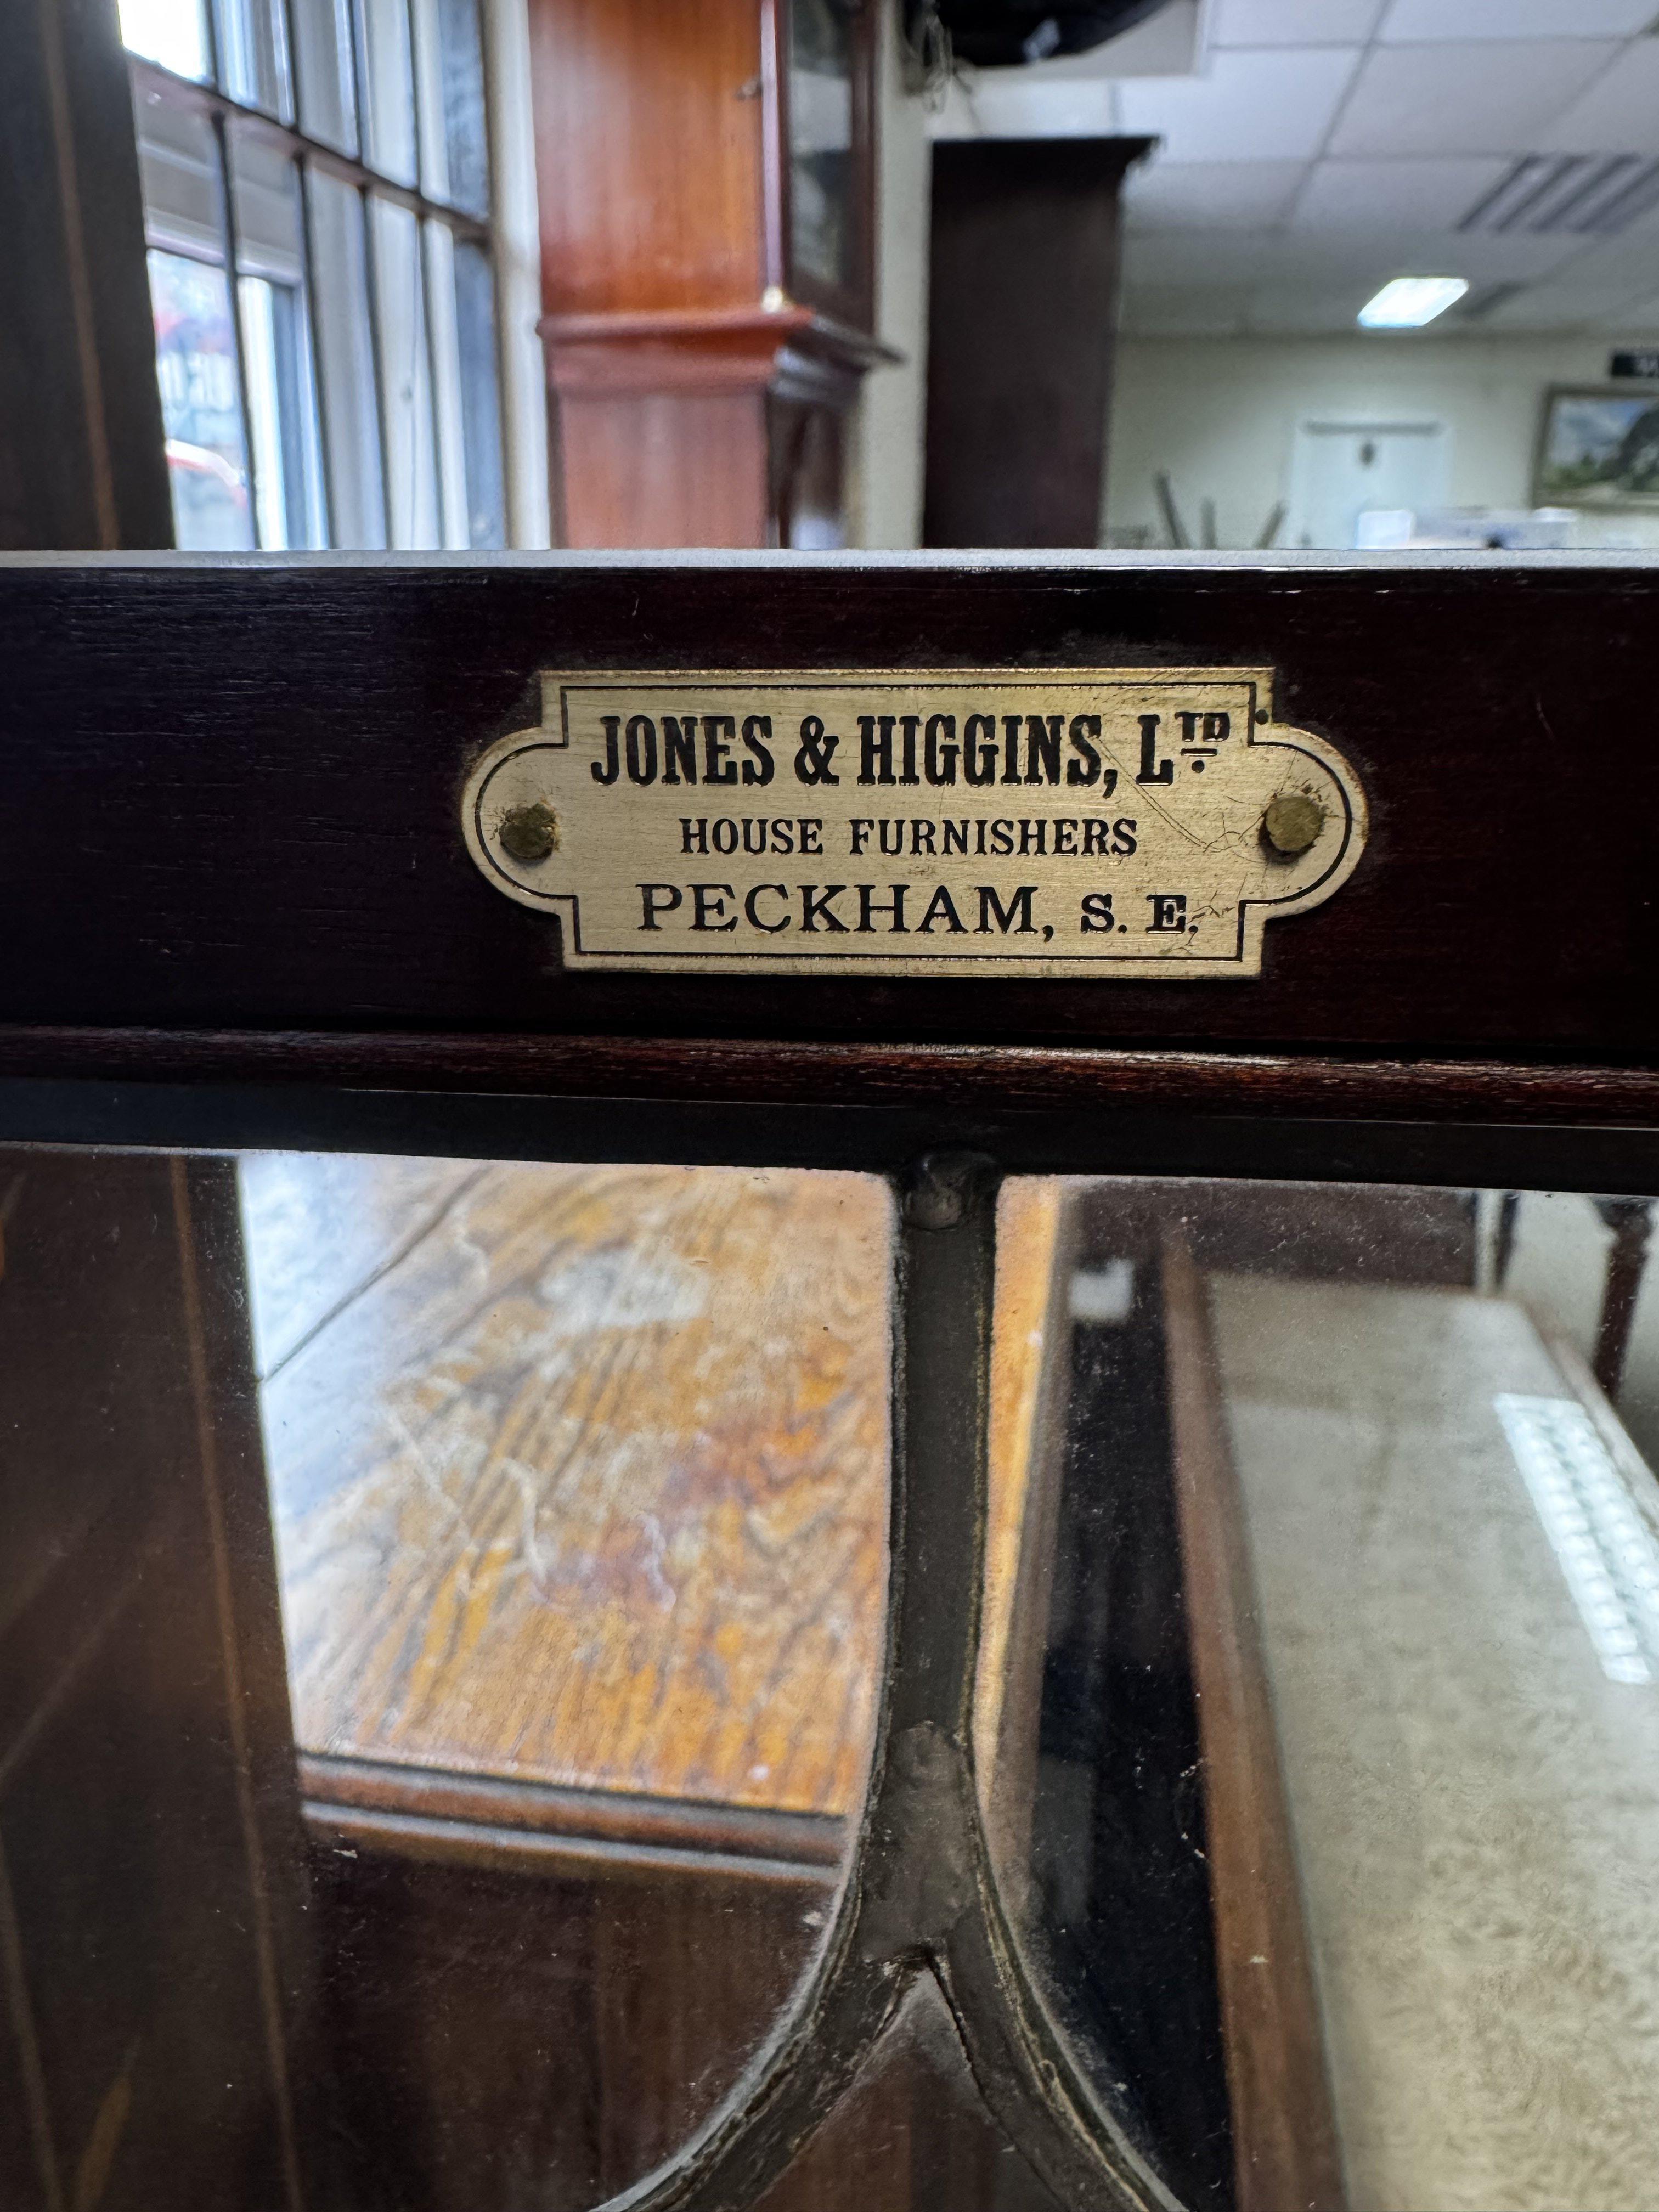 JONES & HIGGINS, LTD.
HOUSE FURNISHERS
PECKHAM, S. E.